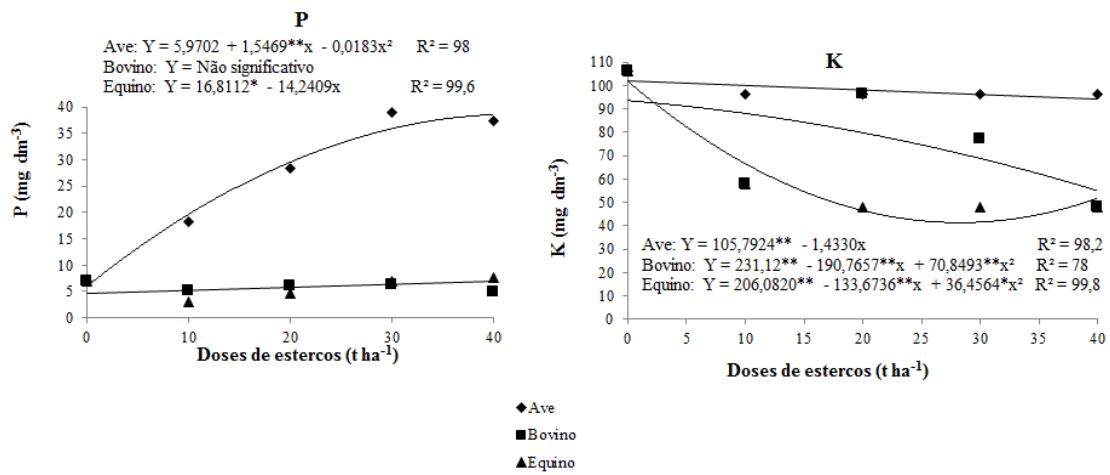 P
Ave: Y = 5,9702 + 1,5469**x - 0,0183x² R² = 98
Bovino: Y = Não significativo
Equino: Y = 16,8112* - 14,2409x R² = 99,6
40
35
30
25
20
15
10
5
0
P (mg dm⁻³)
0 10 20 30 40
Doses de estercos (t ha⁻¹)
K
110
100
90
80
70
60
50
40
30
20
10
0
K (mg dm⁻³)
Ave: Y = 105,7924** - 1,4330x R² = 98,2
Bovino: Y = 231,12** - 190,7657**x + 70,8493**x² R² = 78
Equino: Y = 206,0820** - 133,6736**x + 36,4564*x² R² = 99,8
0 5 10 15 20 25 30 35 40
Doses de estercos (t ha⁻¹)
Ave
Bovino
Equino